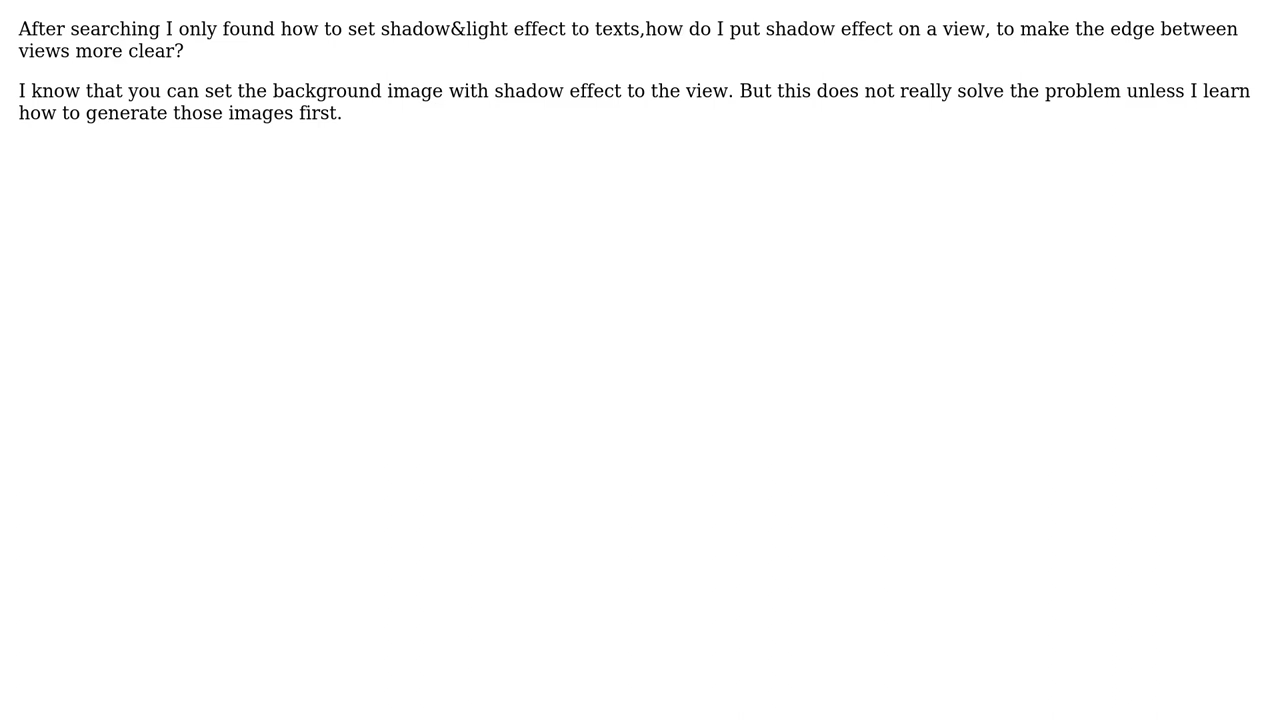 After searching I only found how to set shadow&light effect to texts,how do I put shadow effect on a view, to make the edge between
views more clear?
I know that you can set the background image with shadow effect to the view. But this does not really solve the problem unless I learn
how to generate those images first.